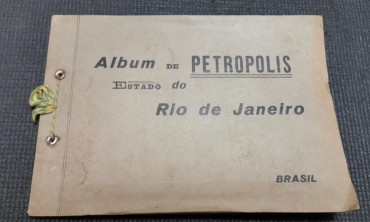 Album DE PETROPOLIS
ESTADO do
Rio de Janeiro
BRASIL